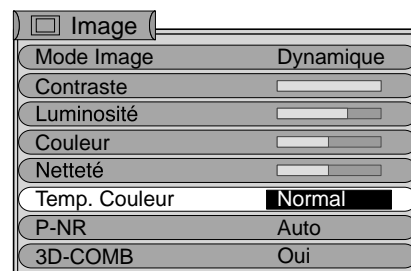 Image
Mode Image Dynamique
Contraste
Luminosité
Couleur
Netteté
Temp. Couleur Normal
P-NR Auto
3D-COMB Oui